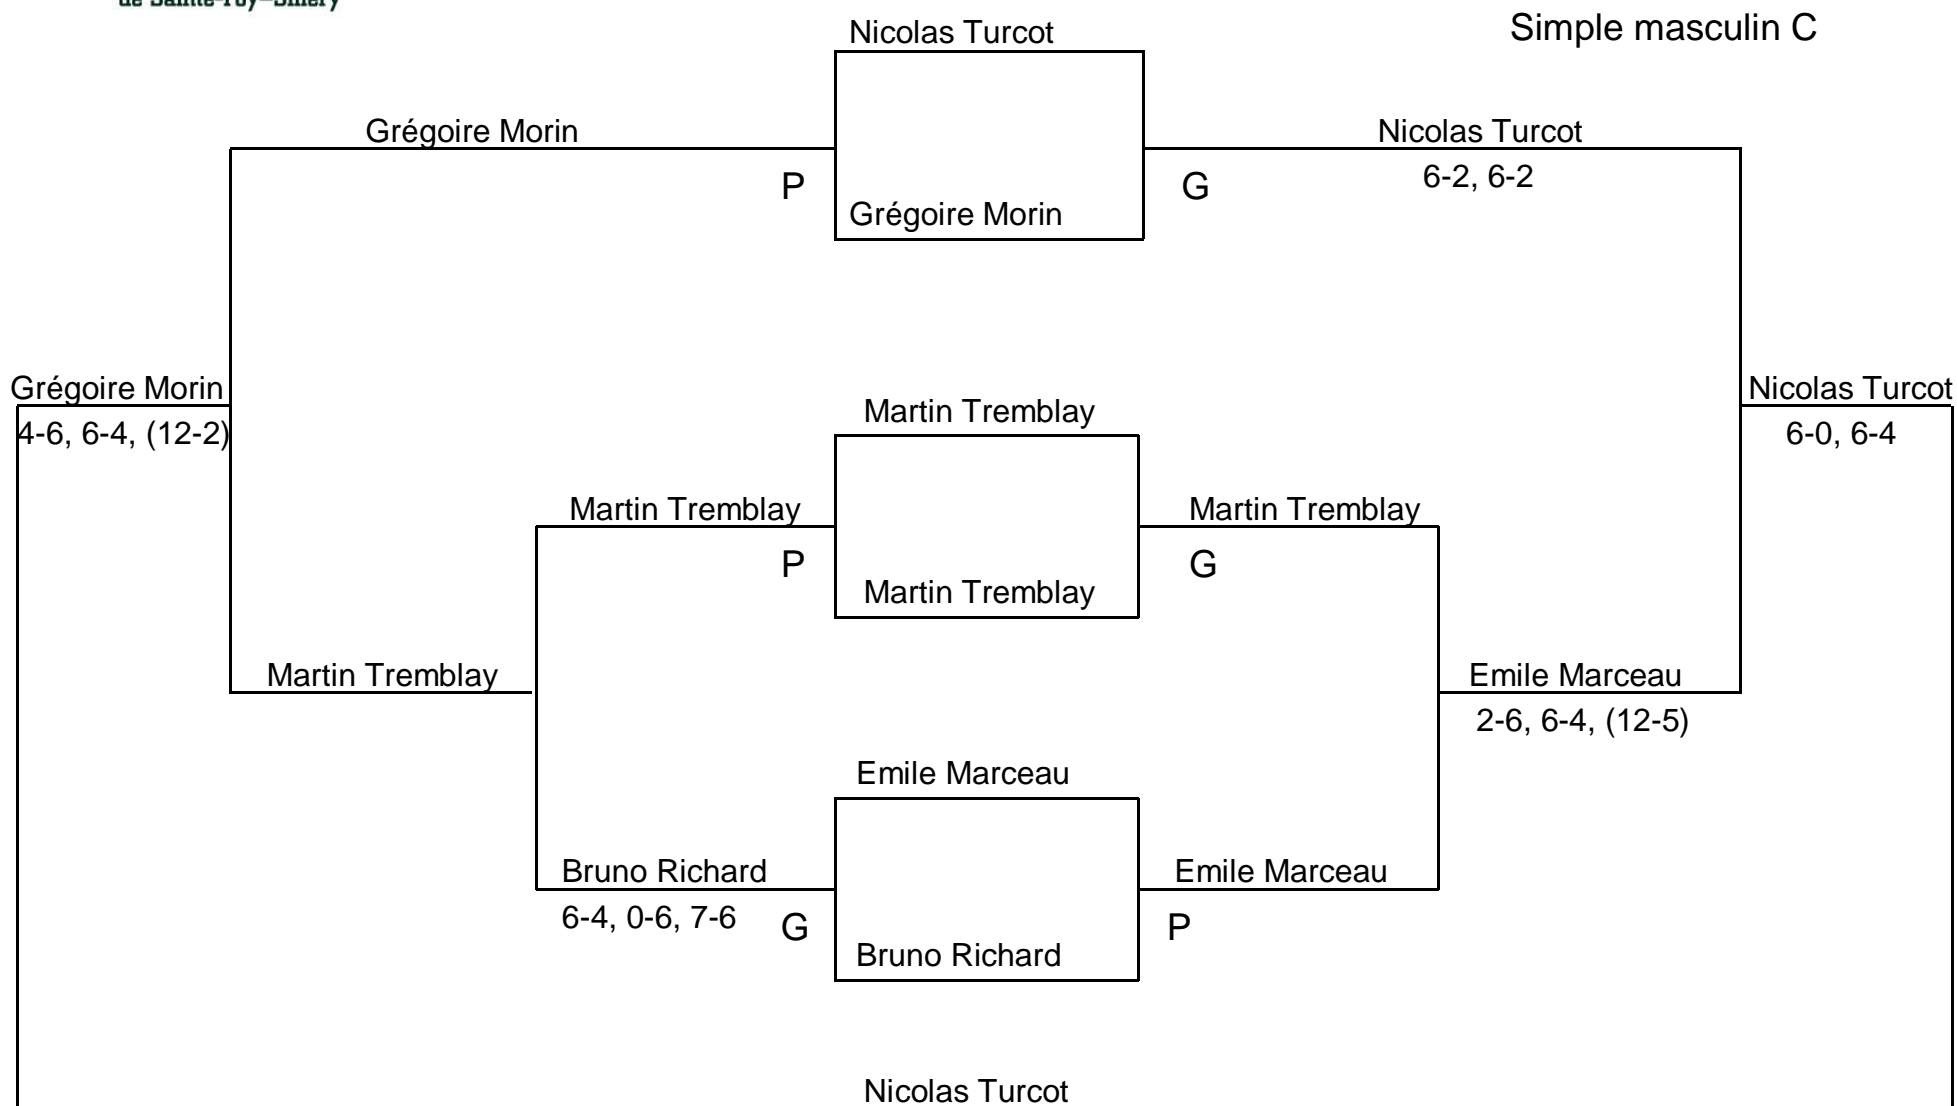 Simple masculin C
Nicolas Turcot
Grégoire Morin
Nicolas Turcot
P
G
6-2, 6-2
Grégoire Morin
Grégoire Morin
4-6, 6-4, (12-2)
Martin Tremblay
Nicolas Turcot
6-0, 6-4
Martin Tremblay
Martin Tremblay
P
G
Martin Tremblay
Martin Tremblay
Emile Marceau
2-6, 6-4, (12-5)
Emile Marceau
Bruno Richard
Emile Marceau
6-4, 0-6, 7-6
G
P
Bruno Richard
Nicolas Turcot